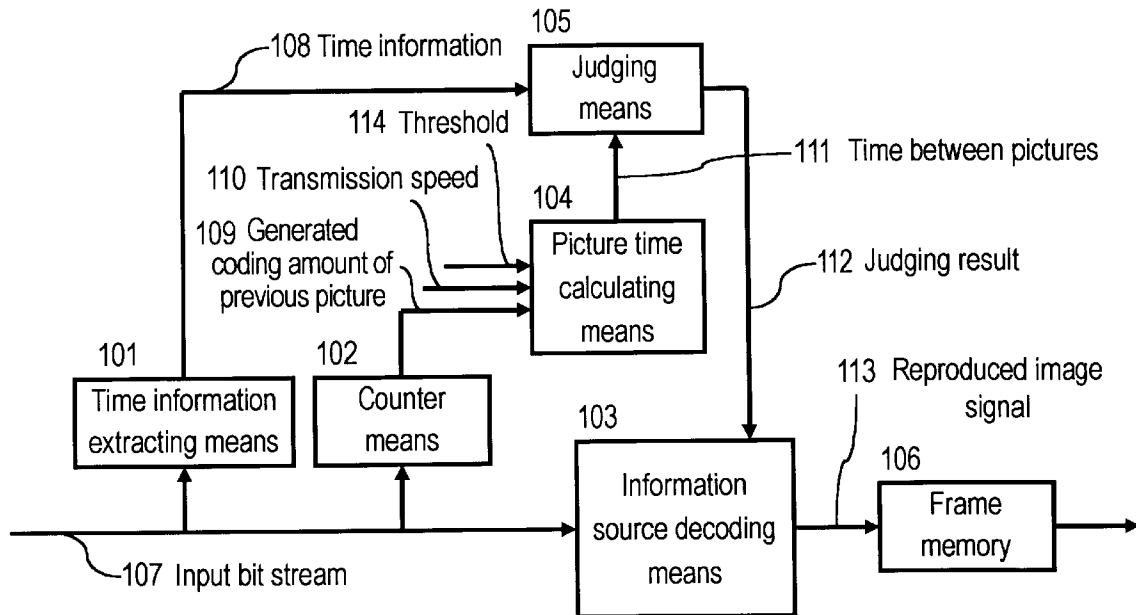 105
108 Time information
Judging
means
114 Threshold
111 Time between pictures
110 Transmission speed
104
109 Generated
coding amount of
previous picture
Picture time
calculating
means
112 Judging result
101
102
113 Reproduced image
signal
Time information
extracting means
Counter
means
103
106
Information
source decoding
means
Frame
memory
107 Input bit stream